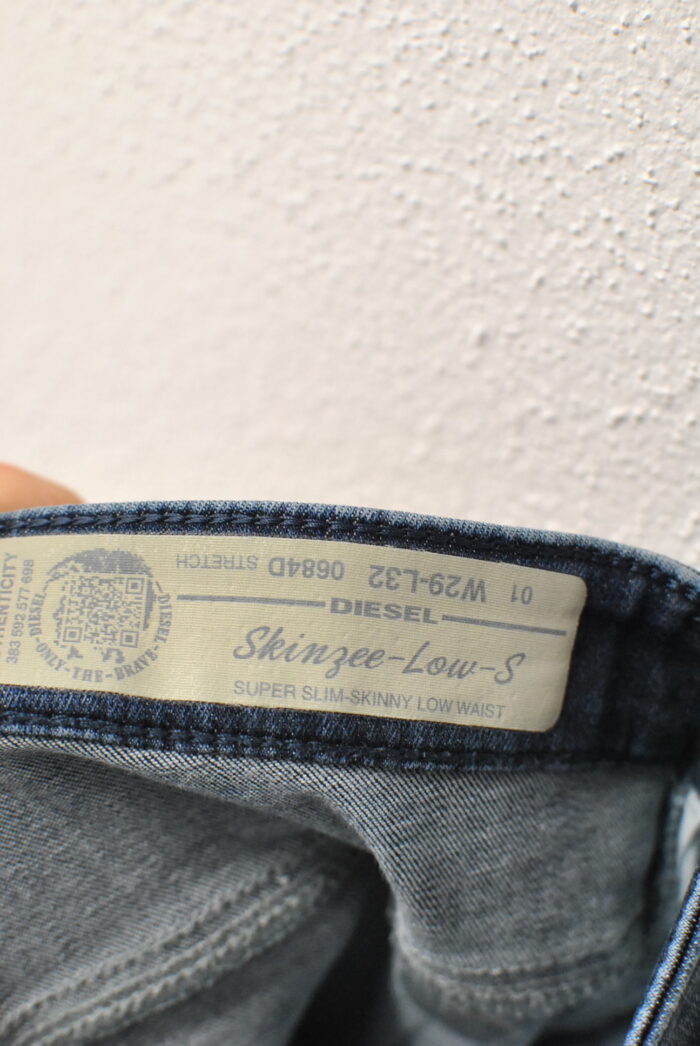 01 W29-L32 0684D STRETCH
DIESEL
Skinzee-Low-S
SUPER SLIM-SKINNY LOW WAIST
DIESEL
ONLY-THE-BRAVE
DIESEL
383 592 577 698